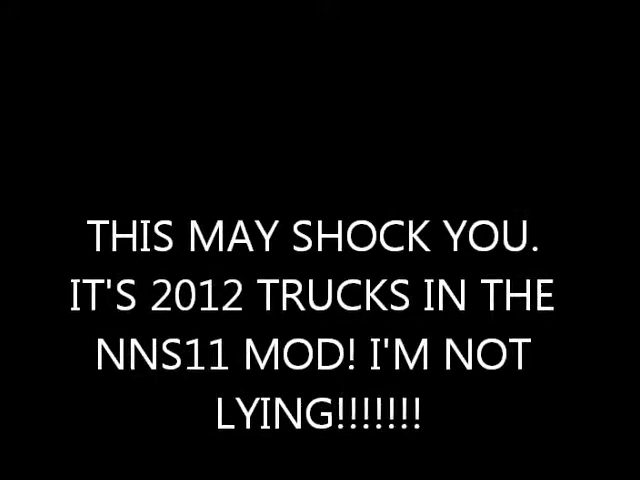 THIS MAY SHOCK YOU.
IT'S 2012 TRUCKS IN THE
NNS11 MOD! I'M NOT
LYING!!!!!!!